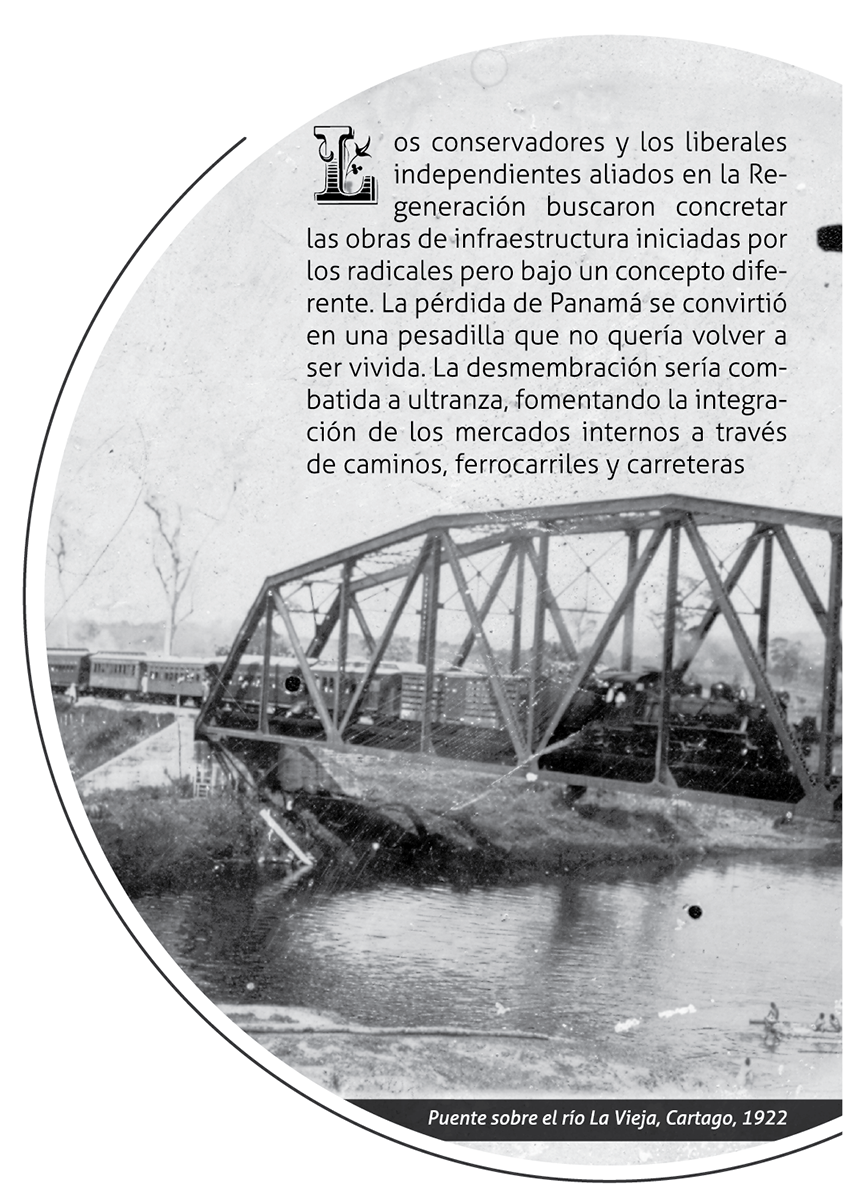 Los conservadores y los liberales
independientes aliados en la Re-
generación buscaron concretar
las obras de infraestructura iniciadas por
los radicales pero bajo un concepto dife-
rente. La pérdida de Panamá se convirtió
en una pesadilla que no quería volver a
ser vivida. La desmembración sería com-
batida a ultranza, fomentando la integra-
ción de los mercados internos a través
de caminos, ferrocarriles y carreteras
Puente sobre el río La Vieja, Cartago, 1922